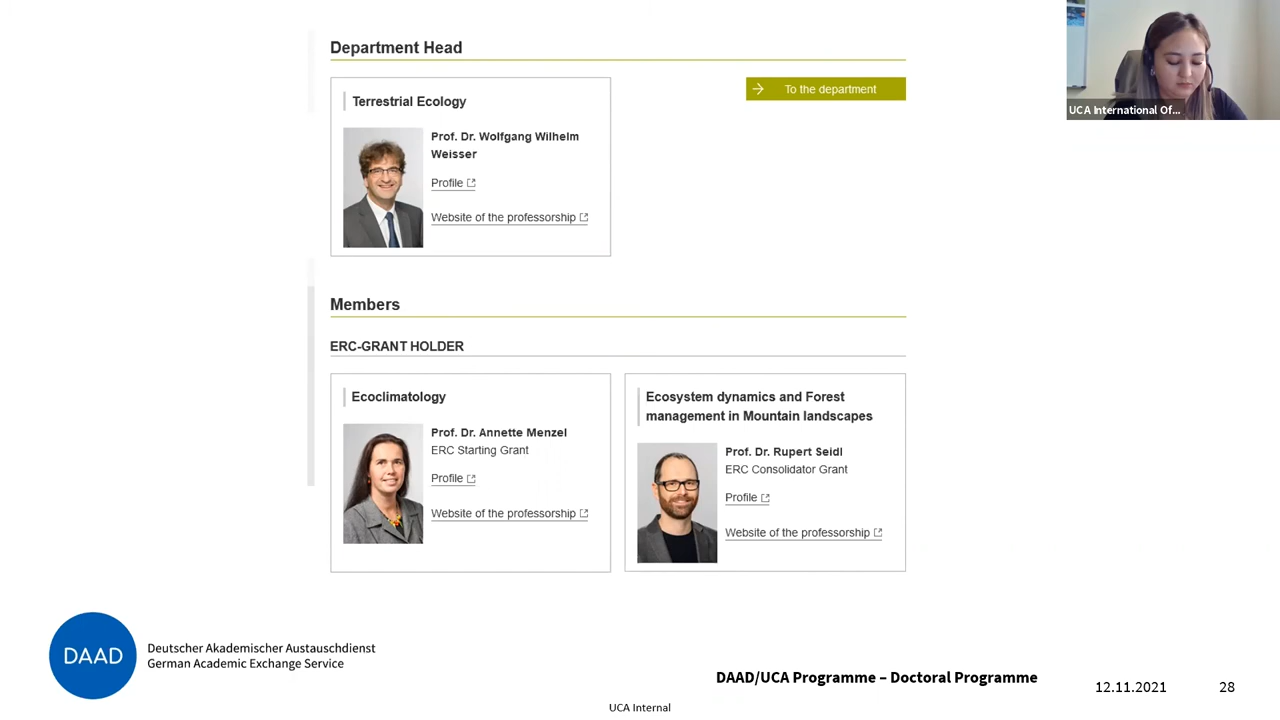 Department Head
To the department
Terrestrial Ecology
Prof. Dr. Wolfgang Wilhelm
Weisser
Profile
Website of the professorship
Members
ERC-GRANT HOLDER
Ecoclimatology
Prof. Dr. Annette Menzel
ERC Starting Grant
Profile
Website of the professorship
Ecosystem dynamics and Forest
management in Mountain landscapes
Prof. Dr. Rupert Seidl
ERC Consolidator Grant
Profile
Website of the professorship
UCA International Of...
DAAD
Deutscher Akademischer Austauschdienst
German Academic Exchange Service
DAAD/UCA Programme – Doctoral Programme
12.11.2021
28
UCA Internal